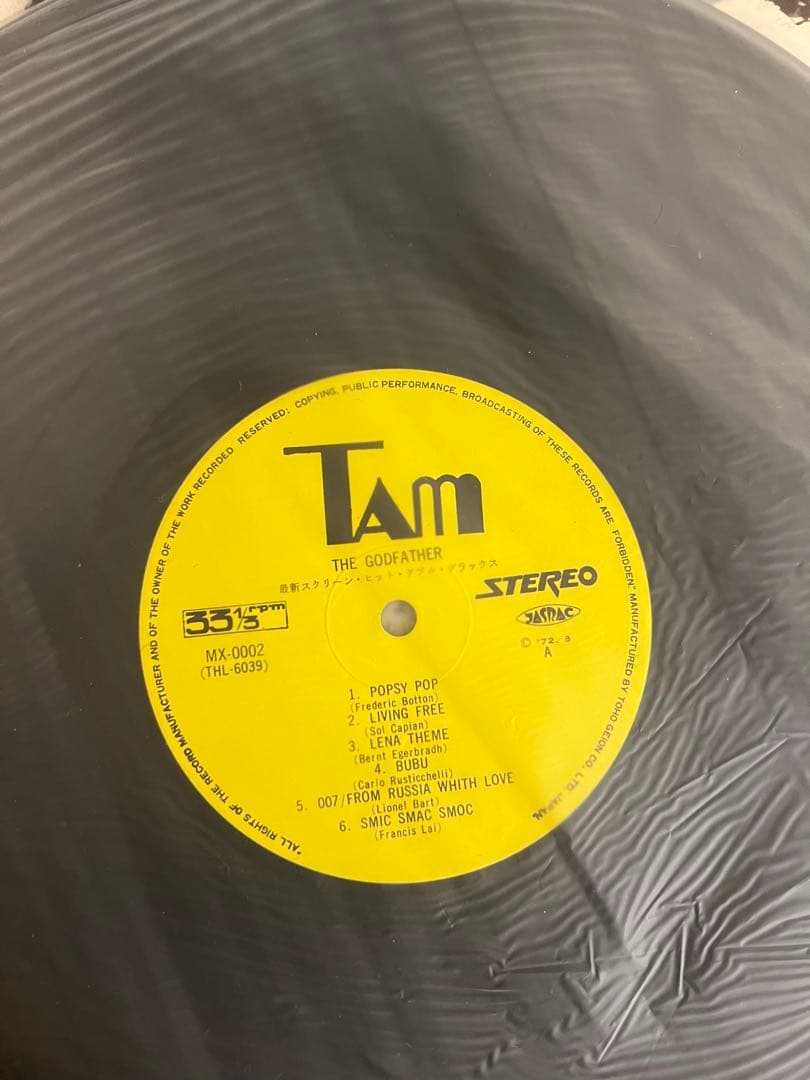 "ALL RIGHTS OF THE RECORD MANUFACTURER AND OF THE OWNER OF THE WORK RECORDED RESERVED; COPYING, PUBLIC PERFORMANCE, BROADCASTING OF THESE RECORDS ARE FORBIDDEN." MANUFACTURED BY TOHO GEION CO., LTD. JAPAN.
TAM
THE GODFATHER
最新スクリーン・ヒット・ダブル・デラックス
STEREO
33 1/3 rpm
JASRAC
MX-0002
(THL-6039)
© '72. 8
A
1. POPSY POP
(Frederic Botton)
2. LIVING FREE
(Sol Capian)
3. LENA THEME
(Bernt Egerbradh)
4. BUBU
(Carlo Rusticchelli)
5. 007/FROM RUSSIA WHITH LOVE
(Lionel Bart)
6. SMIC SMAC SMOC
(Francis Lai)